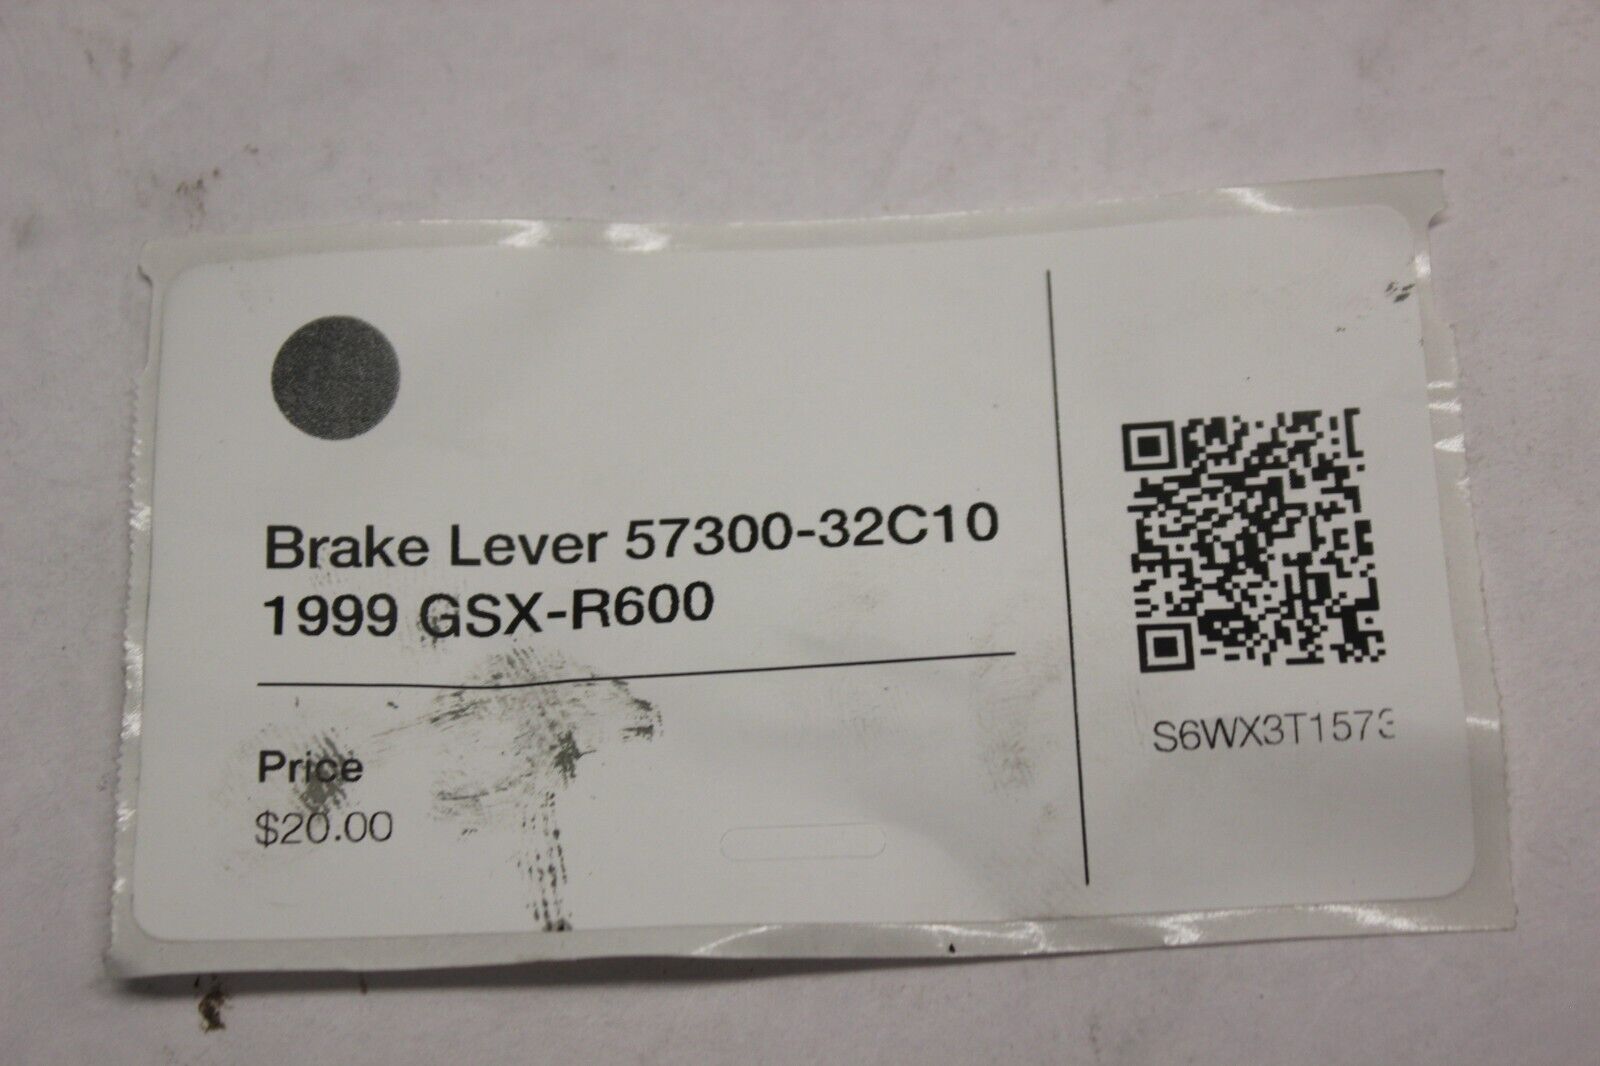 Brake Lever 57300-32C10
1999 GSX-R600
Price
$20.00
S6WX3T1573